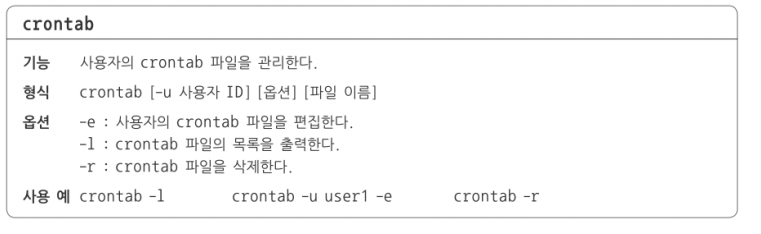 crontab
기능 사용자의 crontab 파일을 관리한다.
형식 crontab [-u 사용자 ID] [옵션] [파일 이름]
옵션 -e : 사용자의 crontab 파일을 편집한다.
-l : crontab 파일의 목록을 출력한다.
-r : crontab 파일을 삭제한다.
사용 예 crontab -l crontab -u user1 -e crontab -r